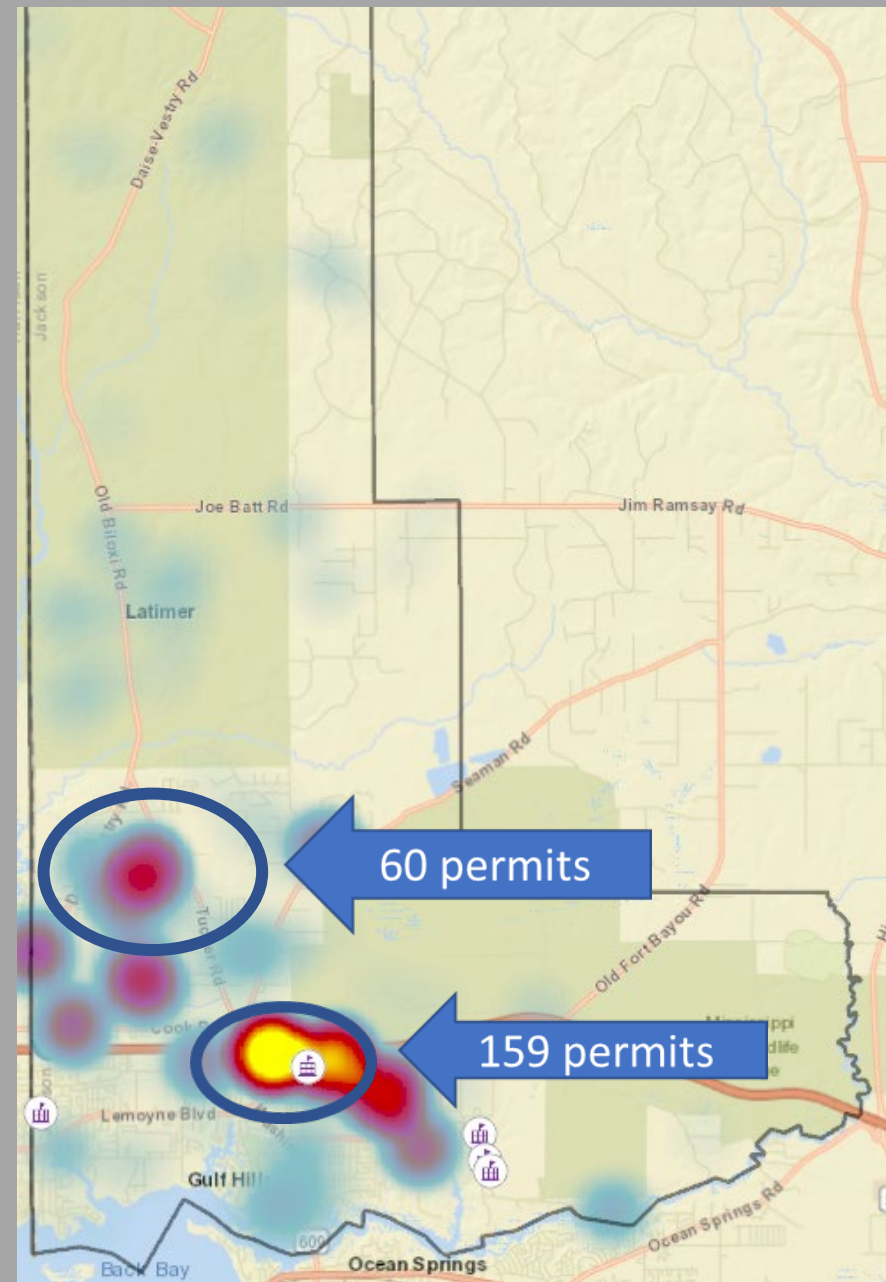 Daise-Vestry Rd
Jackson
Joe Batt Rd
Jim Ramsay Rd
Old Biloxi Rd
Latimer
Seaman Rd
60 permits
Tucker Rd
Old Fort Bayou Rd
159 permits
Lemoyne Blvd
Gulf Hill
609
Ocean Springs Rd
Back Bay
Ocean Springs